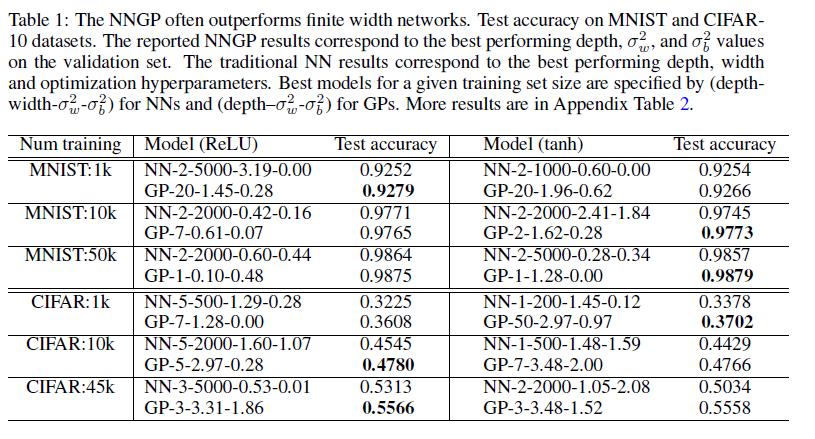 Table 1: The NNGP often outperforms finite width networks. Test accuracy on MNIST and CIFAR-
10 datasets. The reported NNGP results correspond to the best performing depth, σ²_w, and σ²_b values
on the validation set. The traditional NN results correspond to the best performing depth, width
and optimization hyperparameters. Best models for a given training set size are specified by (depth-
width-σ²_w-σ²_b) for NNs and (depth–σ²_w-σ²_b) for GPs. More results are in Appendix Table 2.
Num training Model (ReLU) Test accuracy Model (tanh) Test accuracy
MNIST:1k NN-2-5000-3.19-0.00 0.9252 NN-2-1000-0.60-0.00 0.9254
GP-20-1.45-0.28 0.9279 GP-20-1.96-0.62 0.9266
MNIST:10k NN-2-2000-0.42-0.16 0.9771 NN-2-2000-2.41-1.84 0.9745
GP-7-0.61-0.07 0.9765 GP-2-1.62-0.28 0.9773
MNIST:50k NN-2-2000-0.60-0.44 0.9864 NN-2-5000-0.28-0.34 0.9857
GP-1-0.10-0.48 0.9875 GP-1-1.28-0.00 0.9879
CIFAR:1k NN-5-500-1.29-0.28 0.3225 NN-1-200-1.45-0.12 0.3378
GP-7-1.28-0.00 0.3608 GP-50-2.97-0.97 0.3702
CIFAR:10k NN-5-2000-1.60-1.07 0.4545 NN-1-500-1.48-1.59 0.4429
GP-5-2.97-0.28 0.4780 GP-7-3.48-2.00 0.4766
CIFAR:45k NN-3-5000-0.53-0.01 0.5313 NN-2-2000-1.05-2.08 0.5034
GP-3-3.31-1.86 0.5566 GP-3-3.48-1.52 0.5558